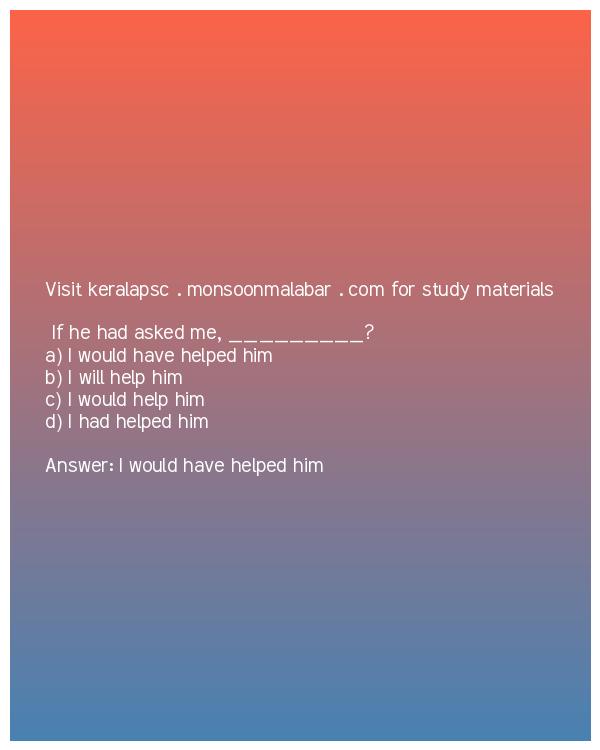 Visit keralapsc . monsoonmalabar . com for study materials
If he had asked me, _________?
a) I would have helped him
b) I will help him
c) I would help him
d) I had helped him
Answer: I would have helped him